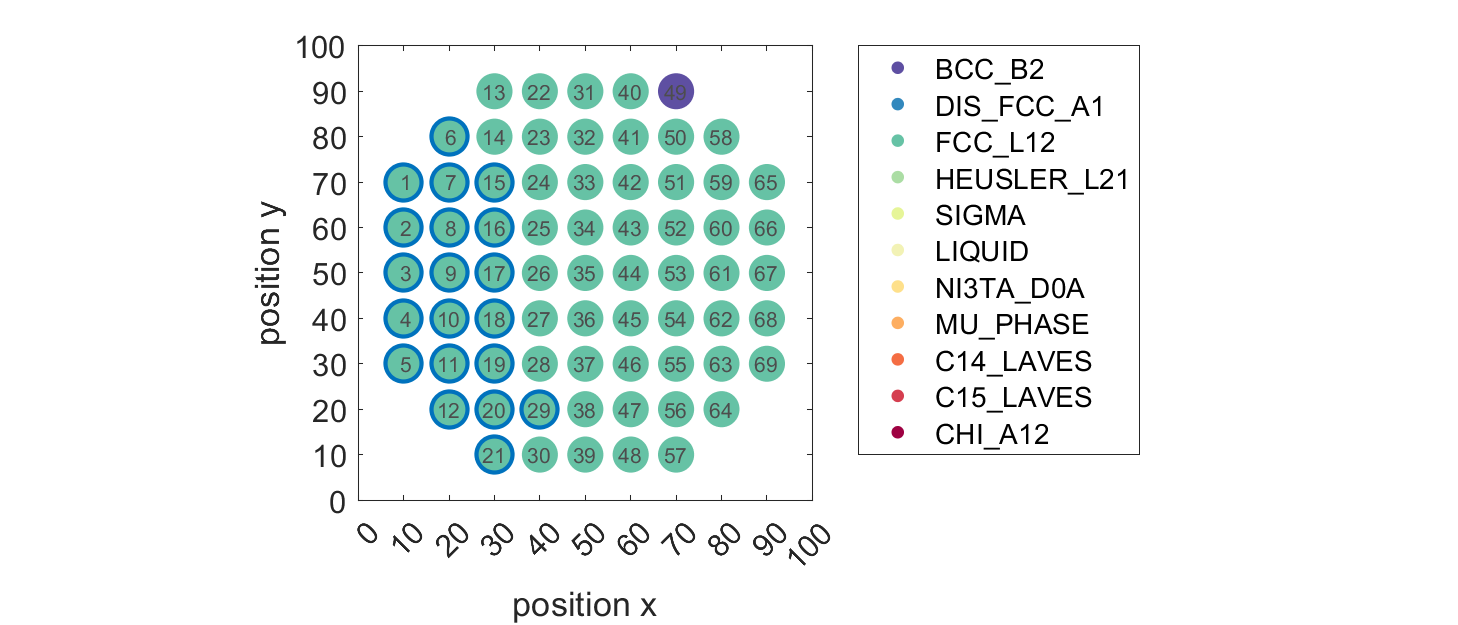 100
90
80
70
60
50
40
30
20
10
0
position y
13 22 31 40 49
6 14 23 32 41 50 58
1 7 15 24 33 42 51 59 65
2 8 16 25 34 43 52 60 66
3 9 17 26 35 44 53 61 67
4 10 18 27 36 45 54 62 68
5 11 19 28 37 46 55 63 69
12 20 29 38 47 56 64
21 30 39 48 57
0 10 20 30 40 50 60 70 80 90 100
position x
BCC_B2
DIS_FCC_A1
FCC_L12
HEUSLER_L21
SIGMA
LIQUID
NI3TA_D0A
MU_PHASE
C14_LAVES
C15_LAVES
CHI_A12